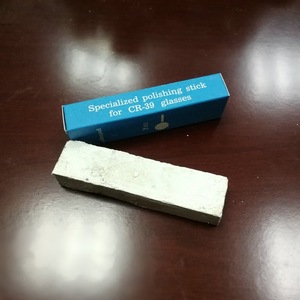 Specialized polishing stick
for CR-39 glasses